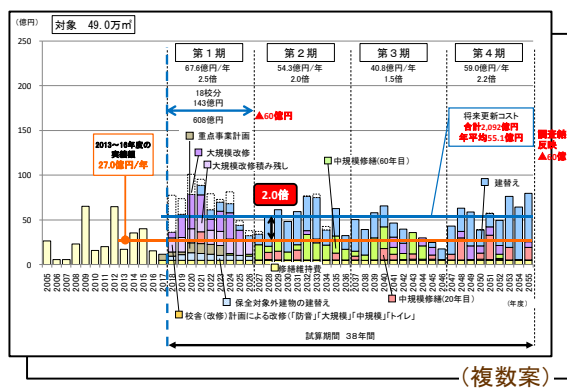 (億円)
対象 49.0万㎡
250
200
150
100
50
0
第1期
67.6億円/年
2.5倍
第2期
54.3億円/年
2.0倍
第3期
40.8億円/年
1.5倍
第4期
59.0億円/年
2.2倍
18校分
143億円
608億円
▲60億円
2013~16年度の
実績値
27.0億円/年
重点事業計画
大規模改修
大規模改修積み残し
2.0倍
中規模修繕(60年目)
将来更新コスト
合計2,092億円
年平均55.1億円
反映
▲60億
建替え
修繕維持費
中規模修繕(20年目)
保全対象外建物の建替え
校舎(改修)計画による改修(「防音」「大規模」「中規模」「トイレ」
2005 2006 2007 2008 2009 2010 2011 2012 2013 2014 2015 2016 2017 2018 2019 2020 2021 2022 2023 2024 2025 2026 2027 2028 2029 2030 2031 2032 2033 2034 2035 2036 2037 2038 2039 2040 2041 2042 2043 2044 2045 2046 2047 2048 2049 2050 2051 2052 2053 2054 2055
(年度)
試算期間 38年間
(複数案)